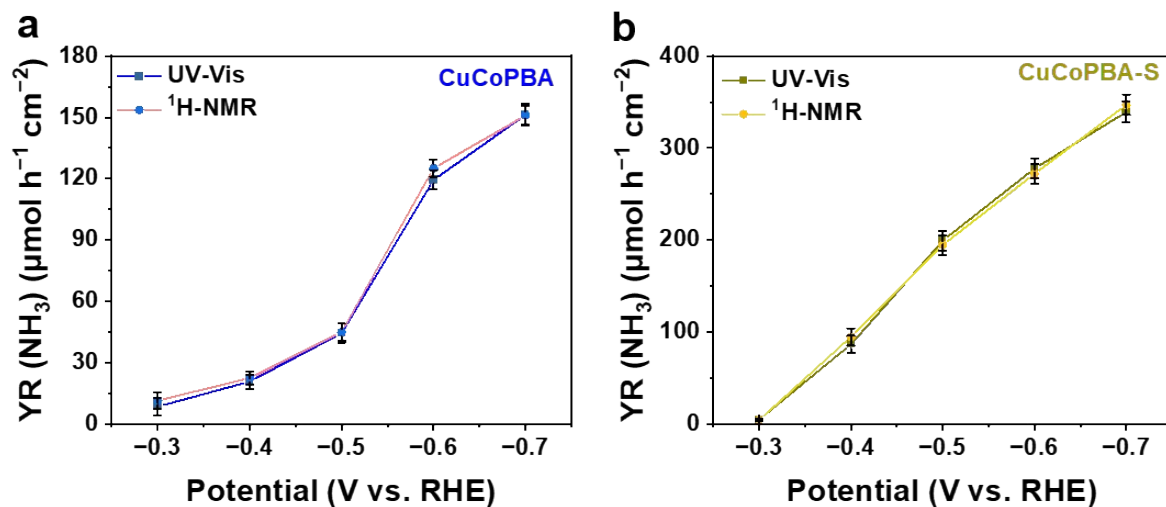 a
180
150
120
90
60
30
0
YR (NH₃) (μmol h⁻¹ cm⁻²)
UV-Vis
¹H-NMR
CuCoPBA
−0.3 −0.4 −0.5 −0.6 −0.7
Potential (V vs. RHE)
b
400
300
200
100
0
YR (NH₃) (μmol h⁻¹ cm⁻²)
UV-Vis
¹H-NMR
CuCoPBA-S
−0.3 −0.4 −0.5 −0.6 −0.7
Potential (V vs. RHE)